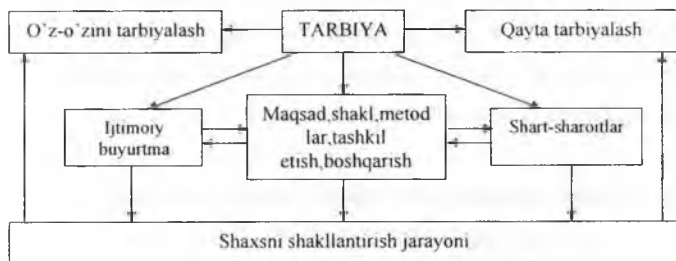 O`z-o`zini tarbiyalash
TARBIYA
Qayta tarbiyalash
Ijtimoiy
buyurtma
Maqsad,shakl,metod
lar,tashkil
etish,boshqarish
Shart-sharoitlar
Shaxsni shakllantirish jarayoni